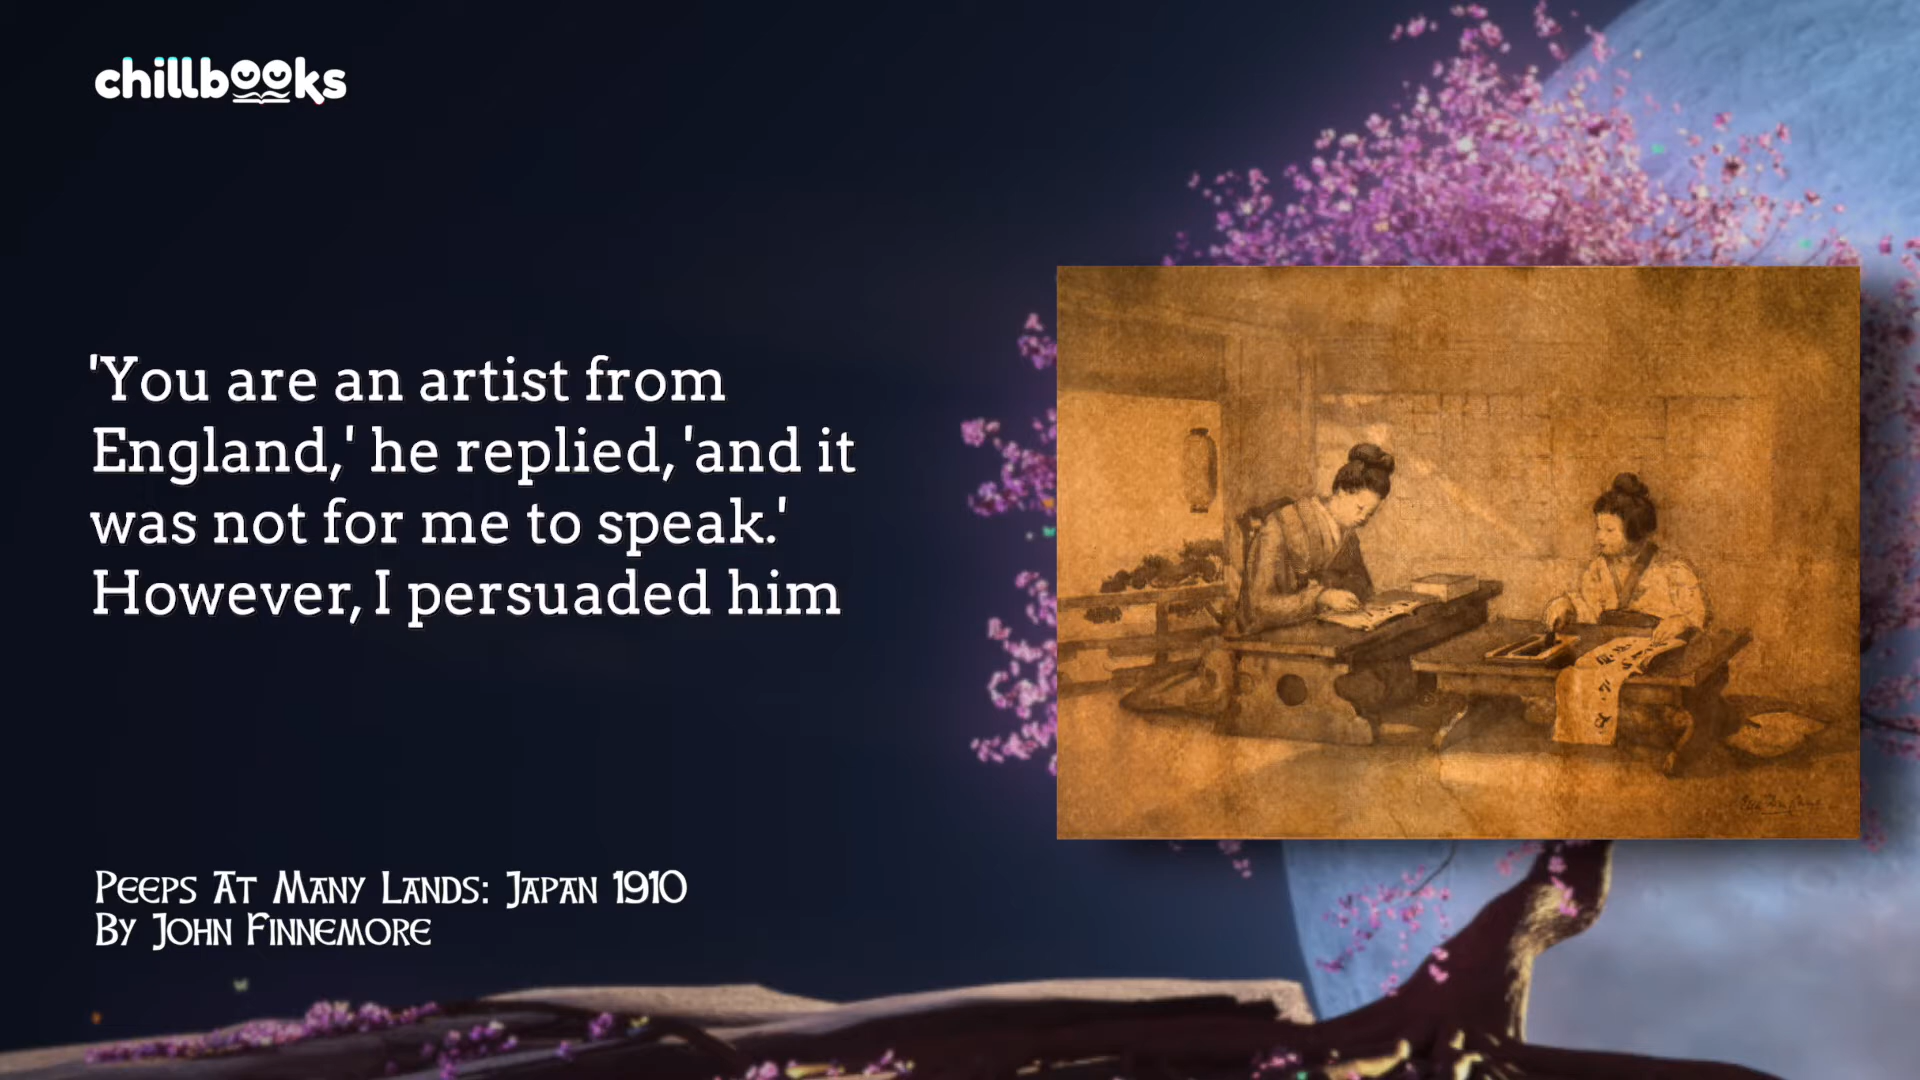 chillbooks
'You are an artist from
England,' he replied, 'and it
was not for me to speak.'
However, I persuaded him
Peeps At Many Lands: Japan 1910
By John Finnemore